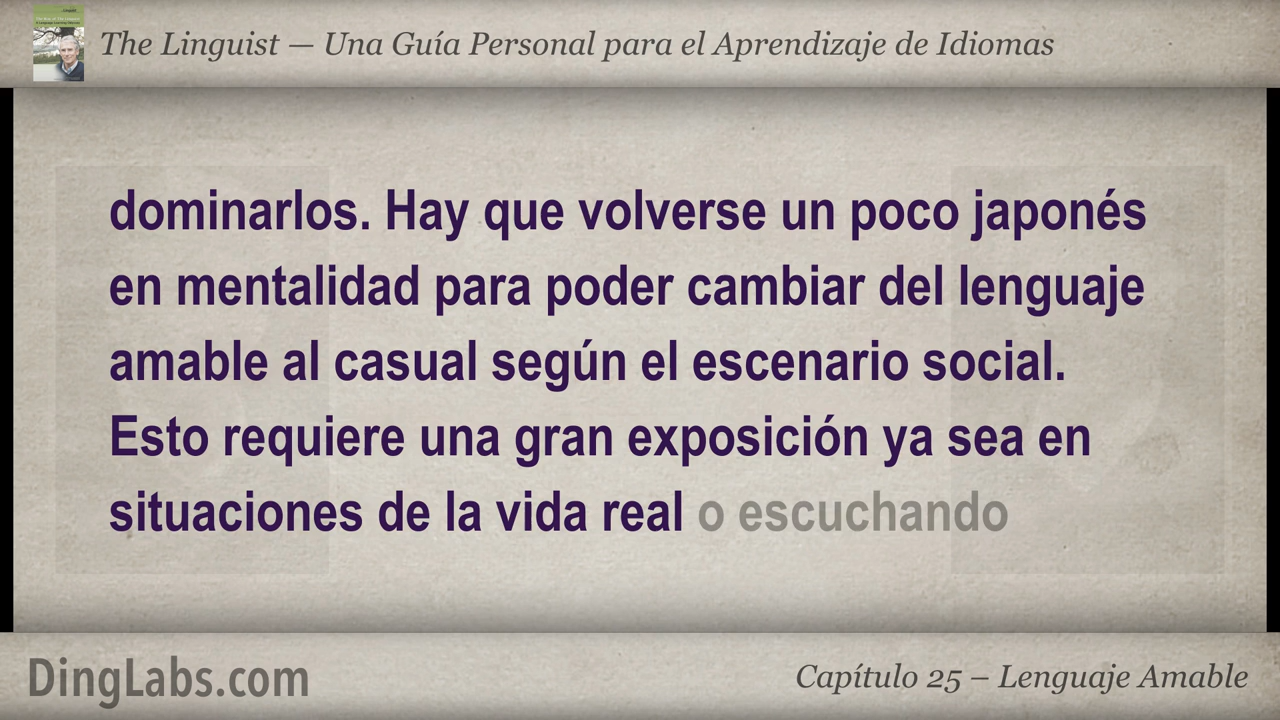 The Linguist — Una Guía Personal para el Aprendizaje de Idiomas
dominarlos. Hay que volverse un poco japonés
en mentalidad para poder cambiar del lenguaje
amable al casual según el escenario social.
Esto requiere una gran exposición ya sea en
situaciones de la vida real o escuchando
DingLabs.com
Capítulo 25 – Lenguaje Amable